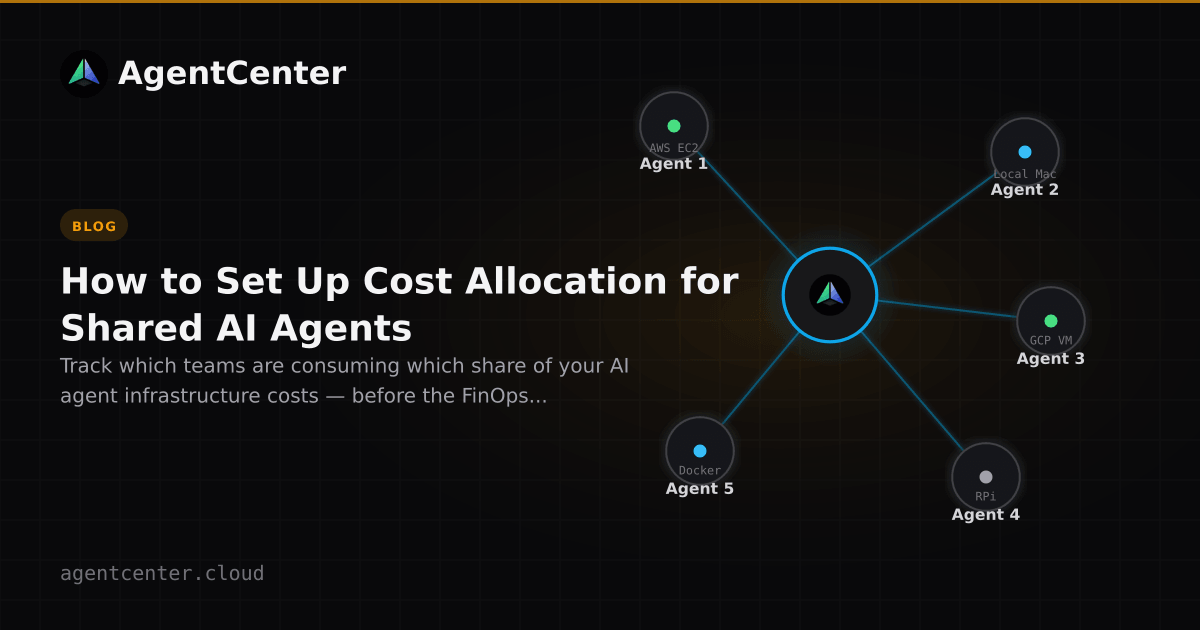 AgentCenter
BLOG
How to Set Up Cost Allocation for
Shared AI Agents
Track which teams are consuming which share of your AI
agent infrastructure costs — before the FinOps...
agentcenter.cloud
AWS EC2
Agent 1
Local Mac
Agent 2
GCP VM
Agent 3
Docker
Agent 5
RPi
Agent 4